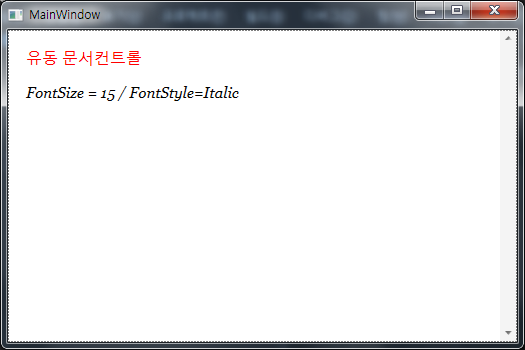 MainWindow
유동 문서컨트롤
FontSize = 15 / FontStyle=Italic